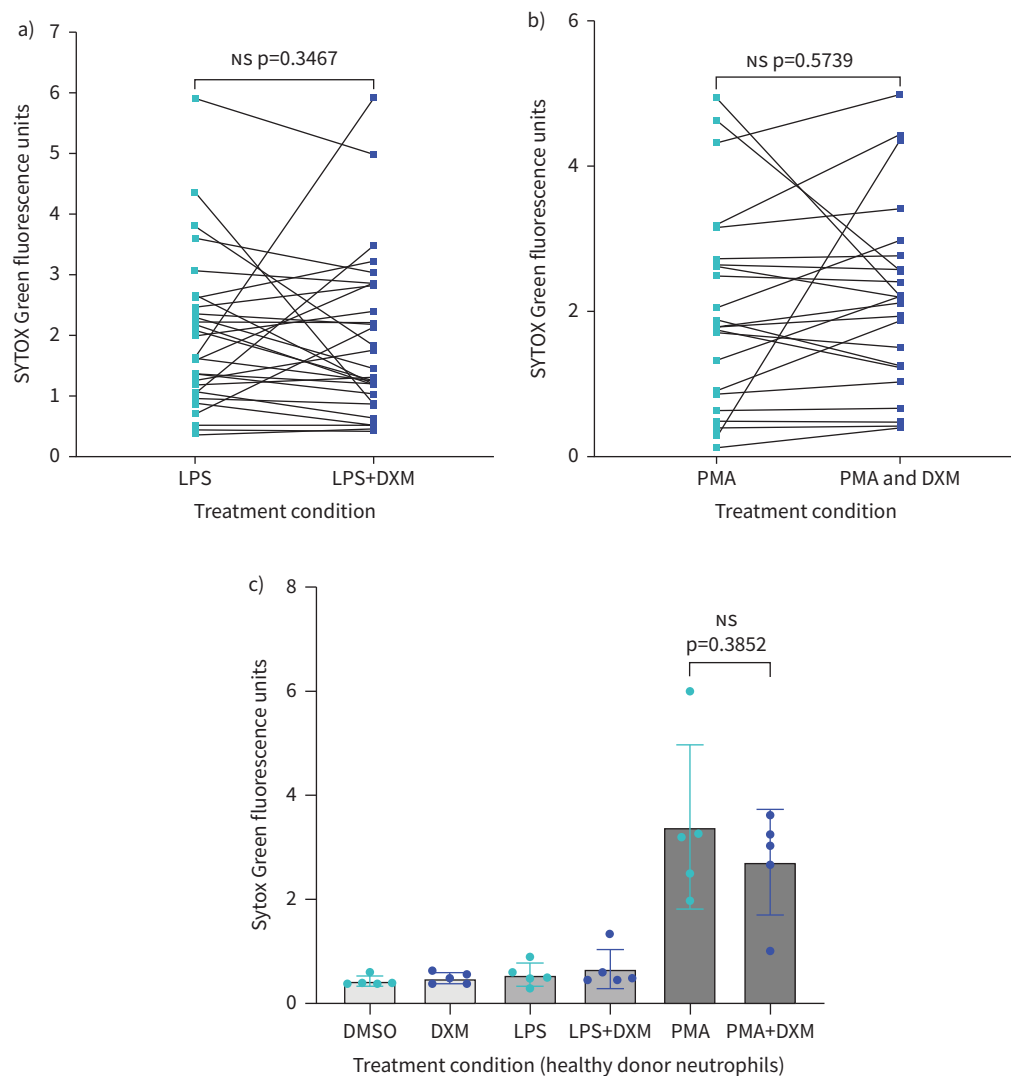 a)
7
6
5
4
3
2
1
0
SYTOX Green fluorescence units
NS p=0.3467
LPS
LPS+DXM
Treatment condition
b)
6
4
2
0
SYTOX Green fluorescence units
NS p=0.5739
PMA
PMA and DXM
Treatment condition
c)
8
6
4
2
0
Sytox Green fluorescence units
NS
p=0.3852
DMSO
DXM
LPS
LPS+DXM
PMA
PMA+DXM
Treatment condition (healthy donor neutrophils)